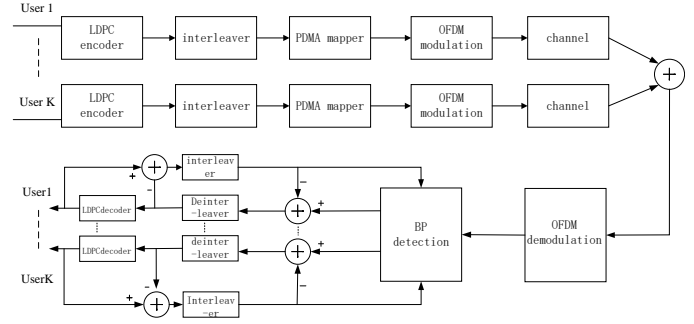 User 1
LDPC
encoder
interleaver
PDMA mapper
OFDM
modulation
channel
+
User K
LDPC
encoder
interleaver
PDMA mapper
OFDM
modulation
channel
interleav
er
+
+
−
−
User1
LDPCdecoder
Deinter
-leaver
+
+
BP
detection
OFDM
demodulation
LDPCdecoder
deinter
-leaver
+
+
UserK
+
−
+
Interleav
-er
−